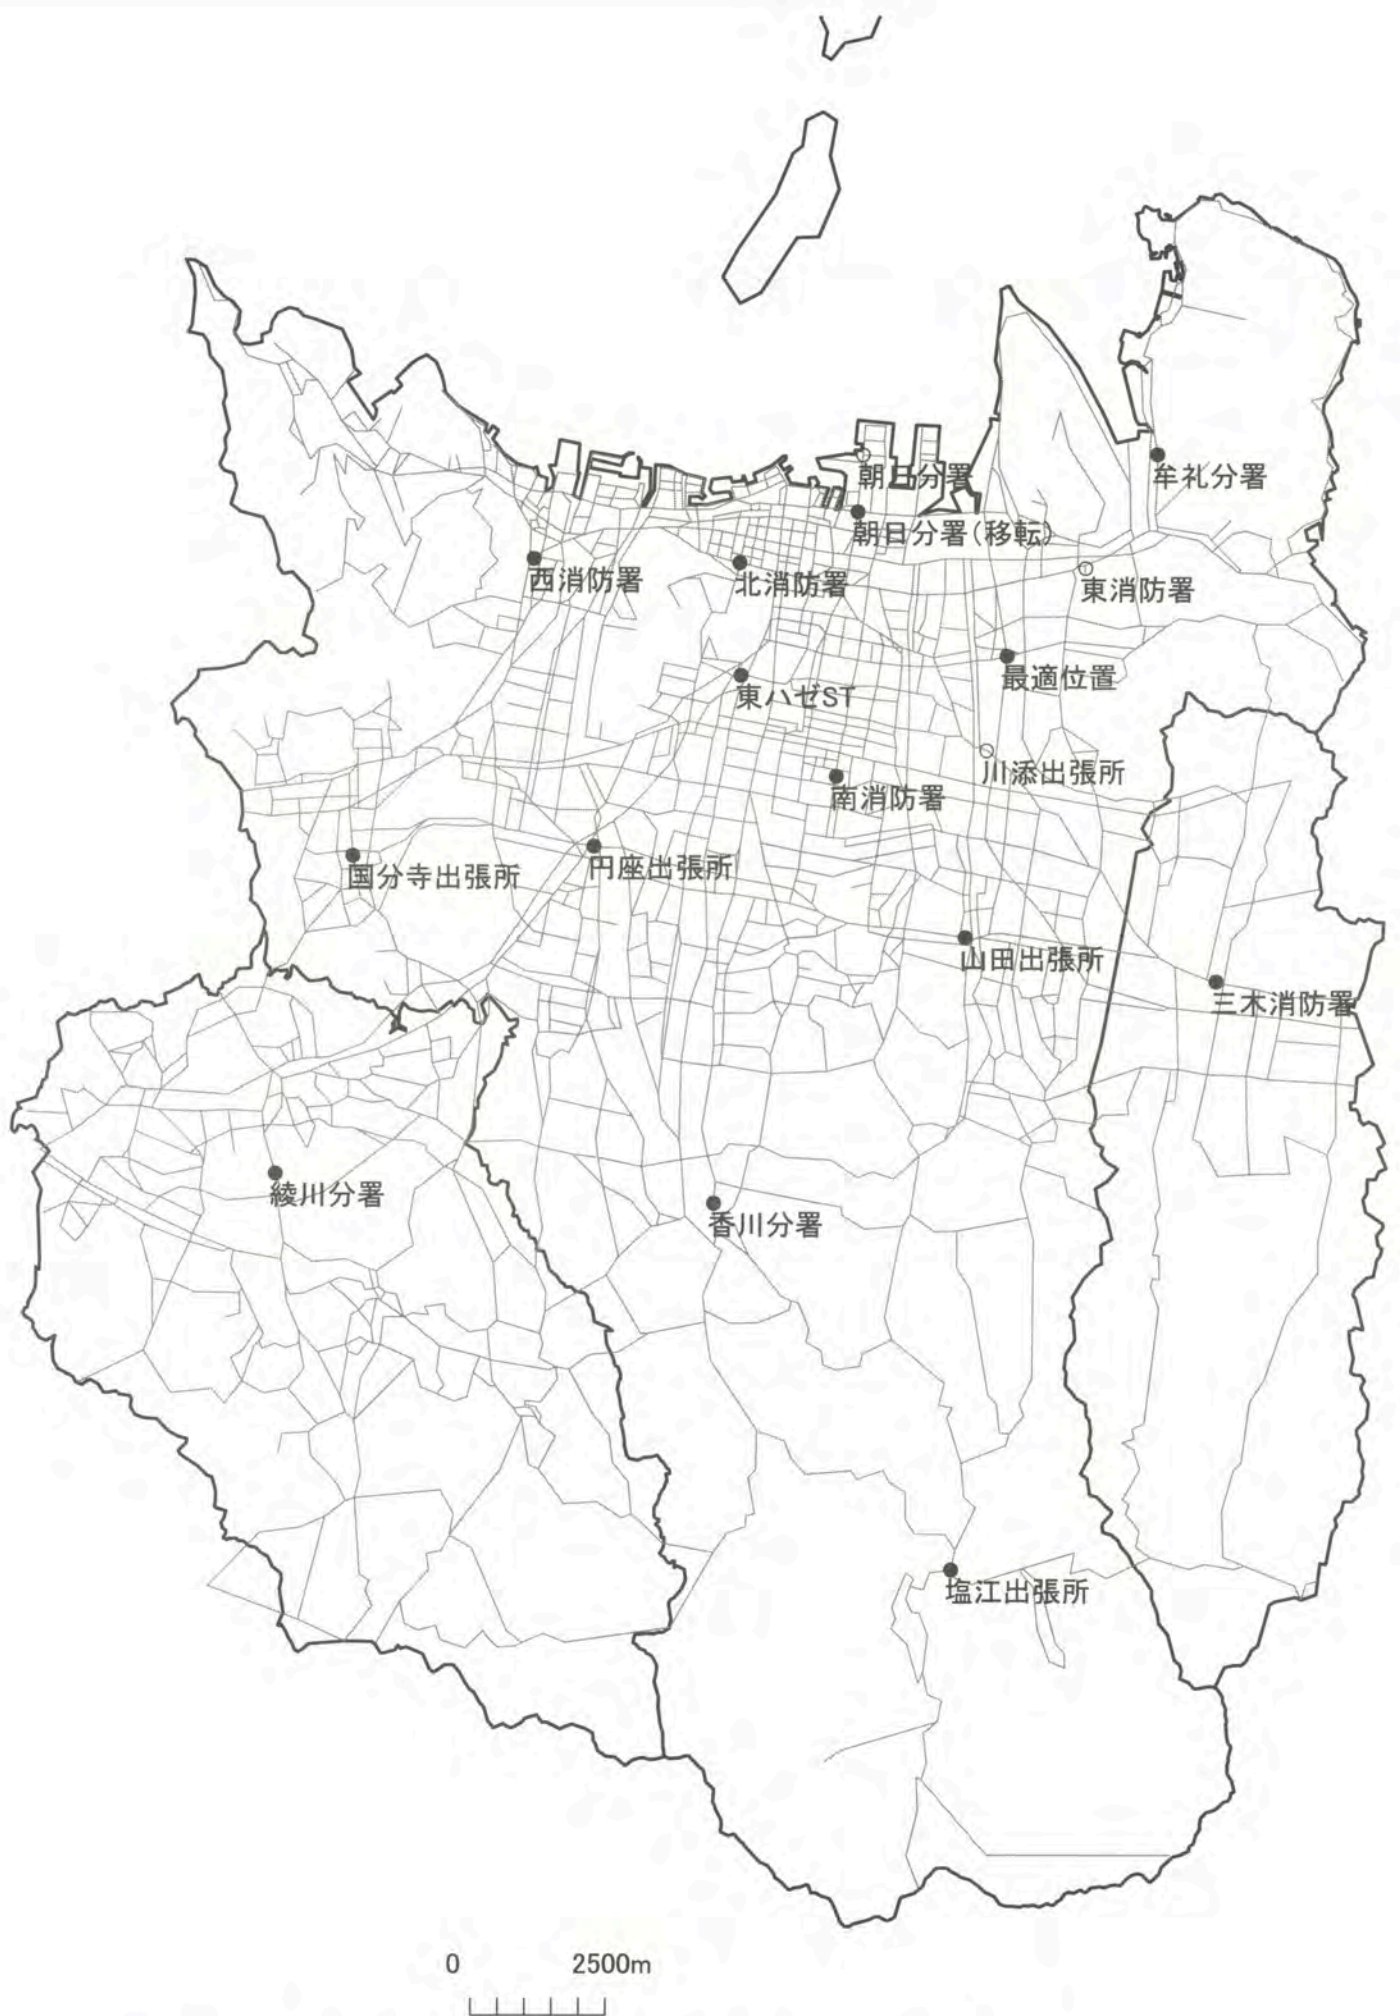 朝日分署
牟礼分署
朝日分署(移転)
西消防署
北消防署
東消防署
最適位置
東ハゼST
川添出張所
南消防署
円座出張所
国分寺出張所
山田出張所
三木消防署
綾川分署
香川分署
塩江出張所
0 2500m